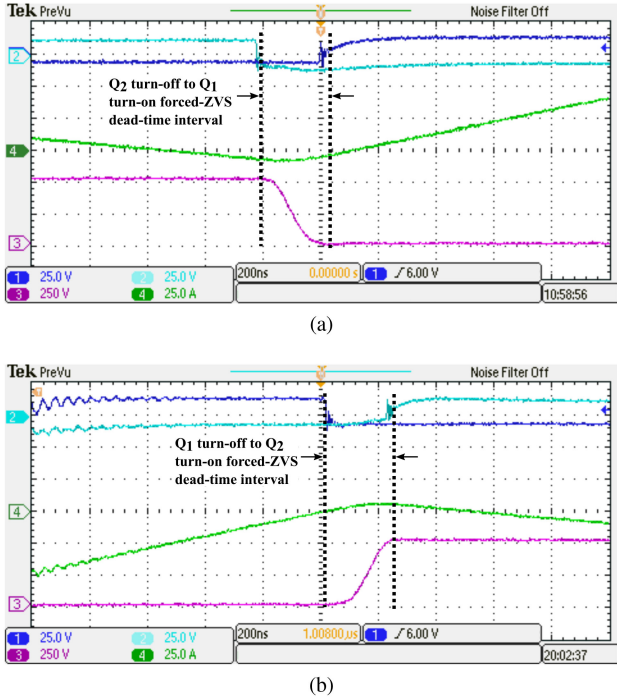 Tek PreVu Noise Filter Off
T
T
2
Q2 turn-off to Q1
turn-on forced-ZVS
dead-time interval
4
3
1 25.0 V 2 25.0 V 200ns 0.00000 s 1 6.00 V
3 250 V 4 25.0 A 10:58:56
(a)
Tek PreVu Noise Filter Off
T
2
Q1 turn-off to Q2
turn-on forced-ZVS
dead-time interval
4
3
1 25.0 V 2 25.0 V 200ns 1.00800 µs 1 6.00 V
3 250 V 4 25.0 A 20:02:37
(b)